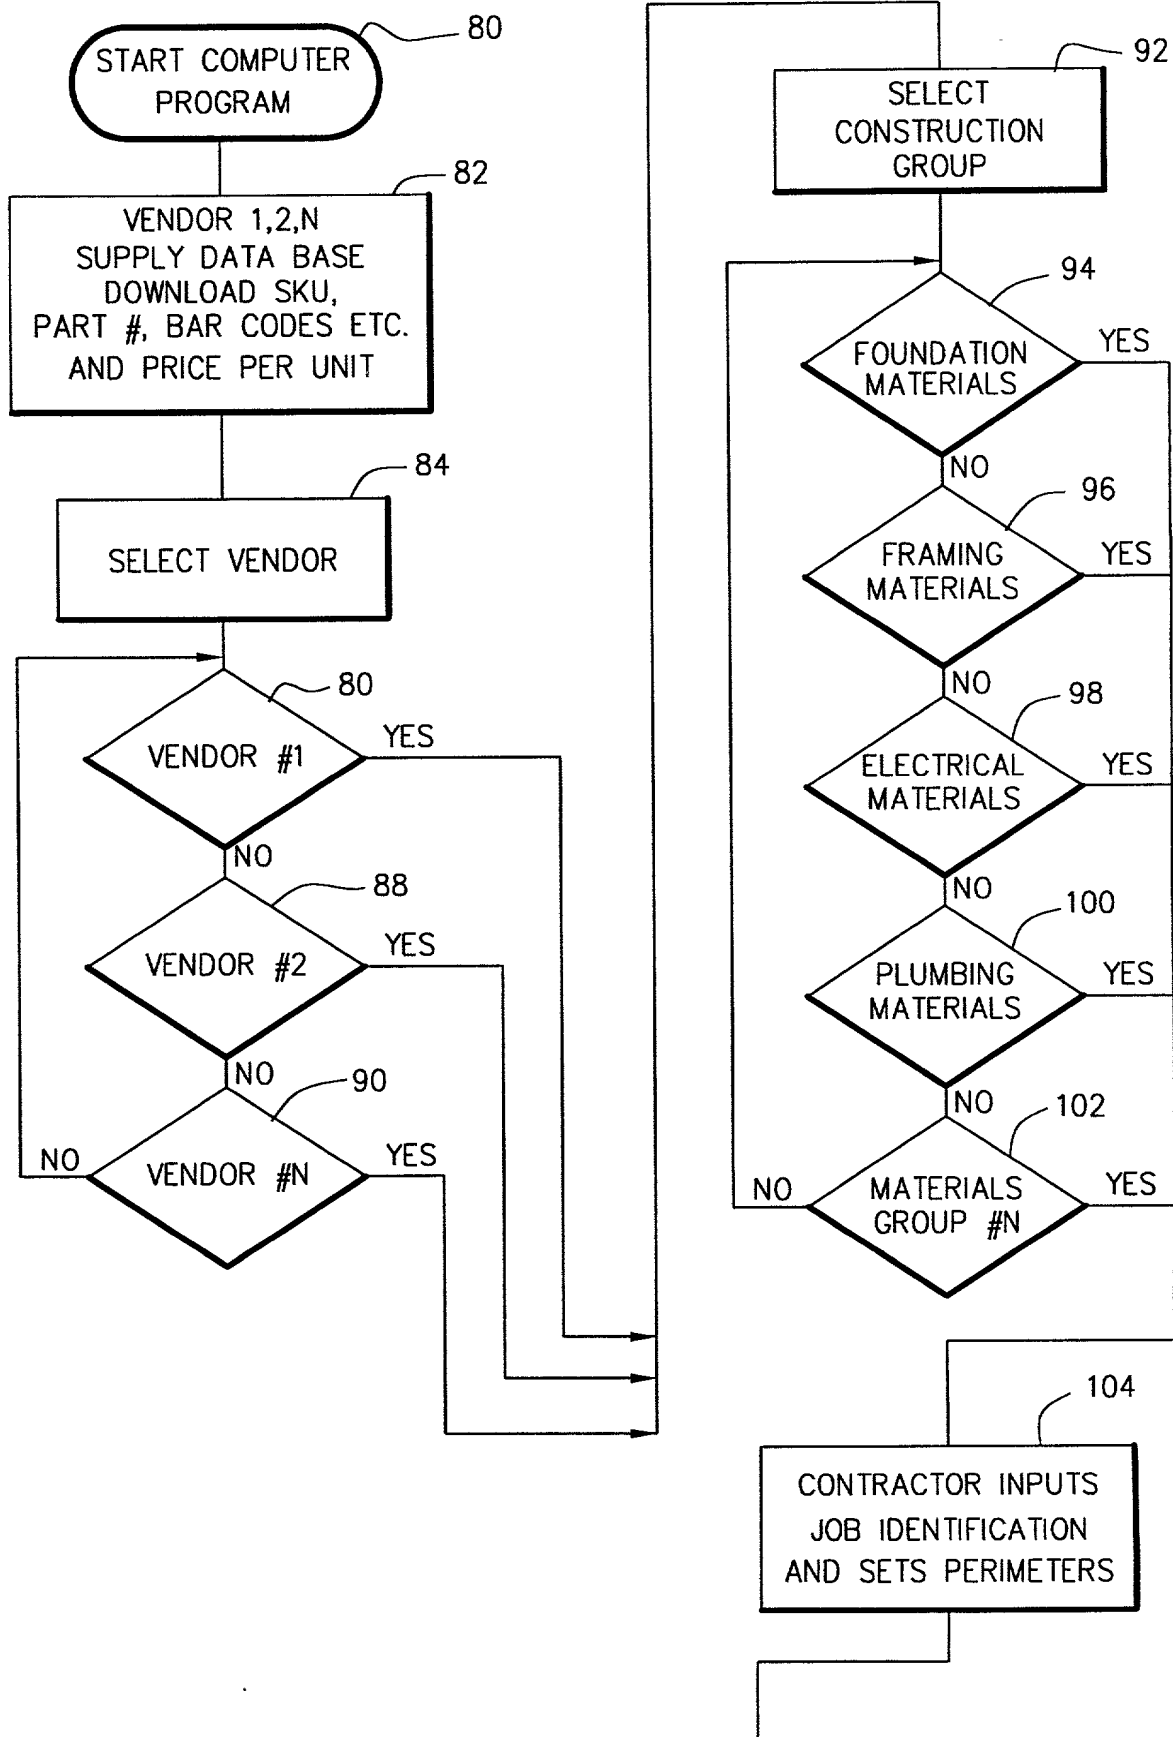 START COMPUTER
PROGRAM
80
VENDOR 1,2,N
SUPPLY DATA BASE
DOWNLOAD SKU,
PART #, BAR CODES ETC.
AND PRICE PER UNIT
82
SELECT VENDOR
84
VENDOR #1
80
YES
NO
VENDOR #2
88
YES
NO
VENDOR #N
90
YES
NO
SELECT
CONSTRUCTION
GROUP
92
FOUNDATION
MATERIALS
94
YES
NO
FRAMING
MATERIALS
96
YES
NO
ELECTRICAL
MATERIALS
98
YES
NO
PLUMBING
MATERIALS
100
YES
NO
MATERIALS
GROUP #N
102
YES
NO
CONTRACTOR INPUTS
JOB IDENTIFICATION
AND SETS PERIMETERS
104